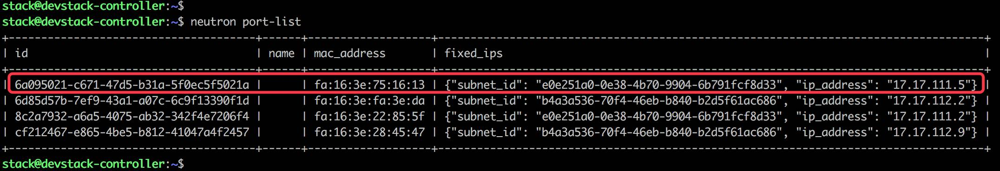 stack@devstack-controller:~$
stack@devstack-controller:~$ neutron port-list
+--------------------------------------+------+-------------------+------------------------------------------------------------------------------------+
| id                                   | name | mac_address       | fixed_ips                                                                          |
+--------------------------------------+------+-------------------+------------------------------------------------------------------------------------+
| 6a095021-c671-47d5-b31a-5f0ec5f5021a |      | fa:16:3e:75:16:13 | {"subnet_id": "e0e251a0-0e38-4b70-9904-6b791fcf8d33", "ip_address": "17.17.111.5"} |
| 6d85d57b-7ef9-43a1-a07c-6c9f13390f1d |      | fa:16:3e:fa:3e:da | {"subnet_id": "b4a3a536-70f4-46eb-b840-b2d5f61ac686", "ip_address": "17.17.112.2"} |
| 8c2a7932-a6a5-4075-ab32-342f4e7206f4 |      | fa:16:3e:22:85:5f | {"subnet_id": "e0e251a0-0e38-4b70-9904-6b791fcf8d33", "ip_address": "17.17.111.2"} |
| cf212467-e865-4be5-b812-41047a4f2457 |      | fa:16:3e:28:45:47 | {"subnet_id": "b4a3a536-70f4-46eb-b840-b2d5f61ac686", "ip_address": "17.17.112.9"} |
+--------------------------------------+------+-------------------+------------------------------------------------------------------------------------+
stack@devstack-controller:~$